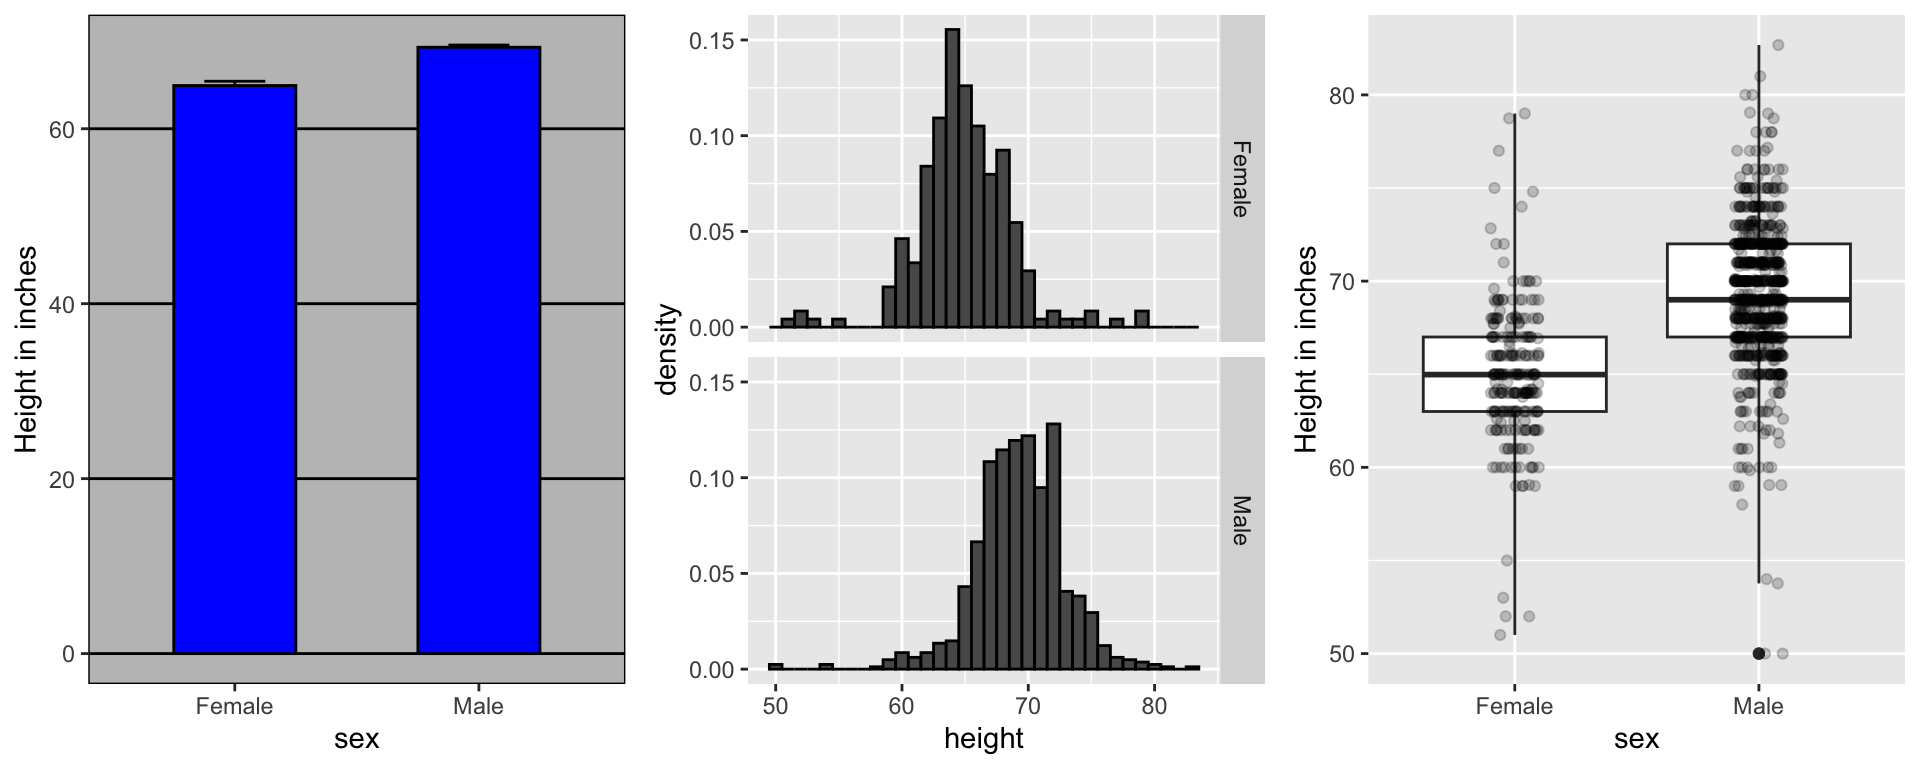 Height in inches
60
40
20
0
Female Male
sex
density
0.15
0.10
0.05
0.00
Female
0.15
0.10
0.05
0.00
Male
50 60 70 80
height
Height in inches
80
70
60
50
Female Male
sex